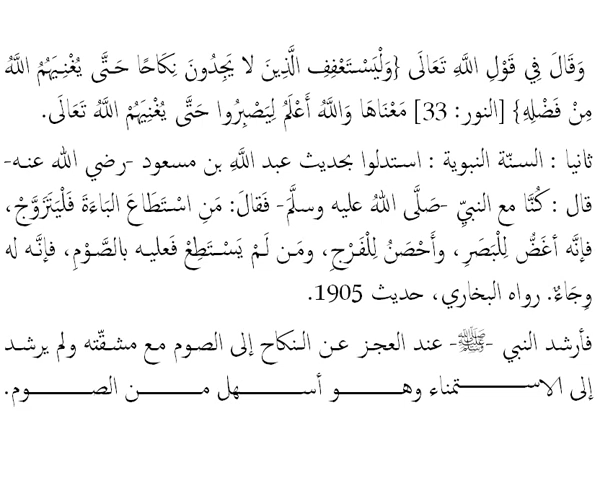 وَقَالَ فِي قَوْلِ اللَّهِ تَعَالَى {وَلْيَسْتَعْفِفِ الَّذِينَ لا يَجِدُونَ نِكَاحًا حَتَّى يُغْنِيَهُمُ اللَّهُ
مِنْ فَضْلِهِ} [النور: 33] مَعْنَاهَا وَاللَّهُ أَعْلَمُ لِيَصْبِرُوا حَتَّى يُغْنِيَهُمْ اللَّهُ تَعَالَى.
ثانيا : السنّة النبوية : استدلوا بحديث عبد اللَّهِ بن مسعود -رضي الله عنه-
قال : كُنَّا مع النبيِّ -صَلَّى اللهُ عليه وسلَّمَ- فَقالَ: مَنِ اسْتَطَاعَ البَاءَةَ فَلْيَتَزَوَّجْ،
فإنَّه أغَضُّ لِلْبَصَرِ، وأَحْصَنُ لِلْفَرْجِ، ومَن لَمْ يَسْتَطِعْ فَعليه بالصَّوْمِ، فإنَّه له
وِجَاءٌ. رواه البخاري، حديث 1905.
فأرشد النبي -ﷺ- عند العجز عن النكاح إلى الصوم مع مشقّته ولم يرشد
إلى الاستمناء وهو أسهل من الصوم.